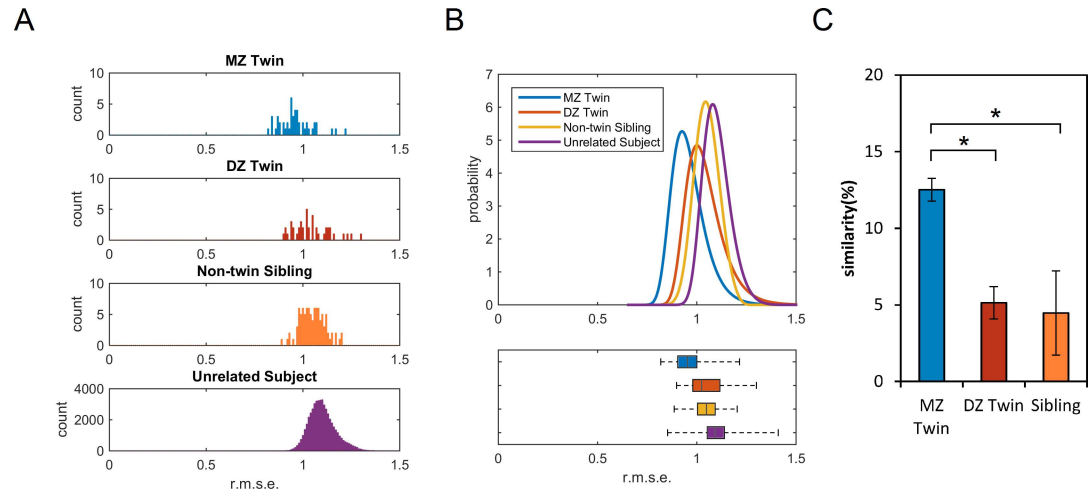 A
MZ Twin
count
10
5
0
0
0.5
1
1.5
DZ Twin
count
10
5
0
0
0.5
1
1.5
Non-twin Sibling
count
10
5
0
0
0.5
1
1.5
Unrelated Subject
count
4000
2000
0
0
0.5
1
1.5
r.m.s.e.
B
probability
7
6
5
4
3
2
1
0
MZ Twin
DZ Twin
Non-twin Sibling
Unrelated Subject
0
0.5
1
1.5
0
0.5
1
1.5
r.m.s.e.
C
similarity(%)
20
15
10
5
0
*
*
MZ
Twin
DZ Twin
Sibling